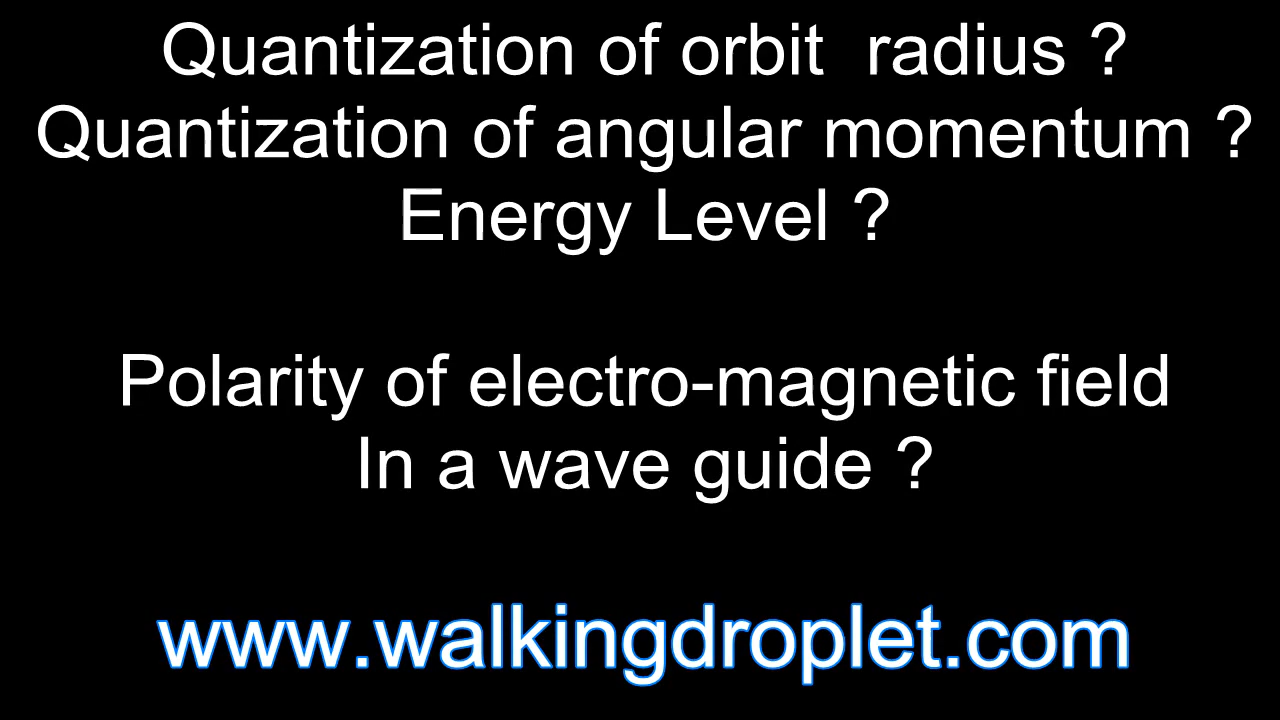 Quantization of orbit  radius ?
Quantization of angular momentum ?
Energy Level ?
Polarity of electro-magnetic field
In a wave guide ?
www.walkingdroplet.com